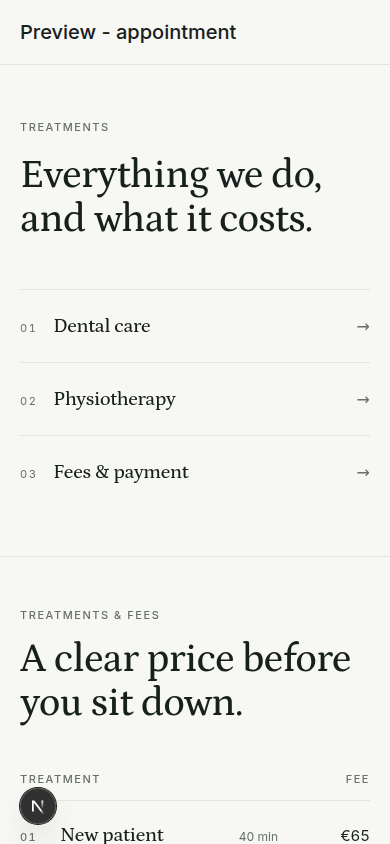 Preview - appointment
TREATMENTS
Everything we do,
and what it costs.
01 Dental care →
02 Physiotherapy →
03 Fees & payment →
TREATMENTS & FEES
A clear price before
you sit down.
TREATMENT FEE
N
01 New patient 40 min €65